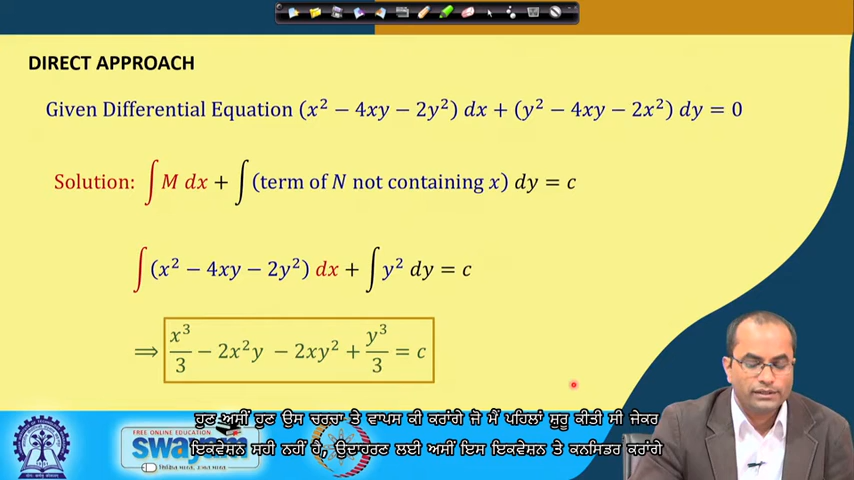 DIRECT APPROACH
Given Differential Equation (x² − 4xy − 2y²) dx + (y² − 4xy − 2x²) dy = 0
Solution: ∫ M dx + ∫ (term of N not containing x) dy = c
∫ (x² − 4xy − 2y²) dx + ∫ y² dy = c
⟹ x³/3 − 2x²y − 2xy² + y³/3 = c
ਹੁਣ ਅਸੀਂ ਹੁਣ ਉਸ ਚਰਚਾ ਤੇ ਵਾਪਸ ਕੀ ਕਰਾਂਗੇ ਜੋ ਮੈਂ ਪਹਿਲਾਂ ਸ਼ੁਰੂ ਕੀਤੀ ਸੀ ਜੇਕਰ
ਇਕਵੇਸ਼ਨ ਸਹੀ ਨਹੀਂ ਹੈ, ਉਦਾਹਰਣ ਲਈ ਅਸੀਂ ਇਸ ਇਕਵੇਸ਼ਨ ਤੇ ਕਨਸਿਡਰ ਕਰਾਂਗੇ
FREE ONLINE EDUCATION
swayam